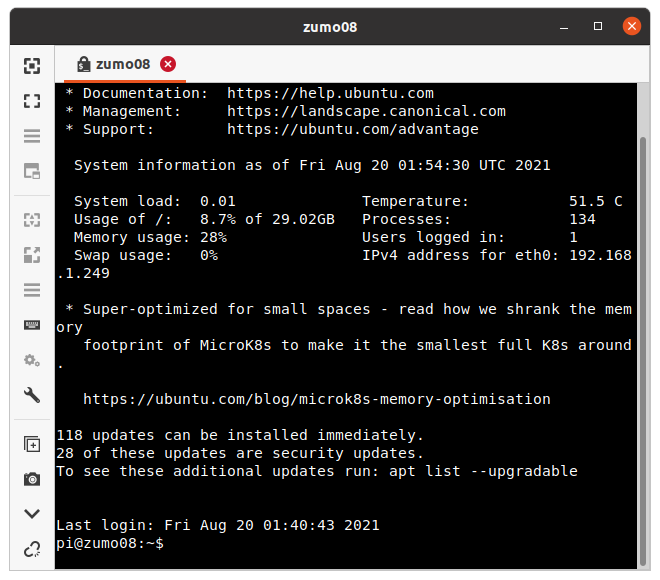 zumo08
zumo08
* Documentation:  https://help.ubuntu.com
* Management:     https://landscape.canonical.com
* Support:        https://ubuntu.com/advantage
System information as of Fri Aug 20 01:54:30 UTC 2021
System load:  0.01              Temperature:           51.5 C
Usage of /:   8.7% of 29.02GB   Processes:             134
Memory usage: 28%               Users logged in:       1
Swap usage:   0%                IPv4 address for eth0: 192.168
.1.249
* Super-optimized for small spaces - read how we shrank the mem
ory
footprint of MicroK8s to make it the smallest full K8s around
.
https://ubuntu.com/blog/microk8s-memory-optimisation
118 updates can be installed immediately.
28 of these updates are security updates.
To see these additional updates run: apt list --upgradable
Last login: Fri Aug 20 01:40:43 2021
pi@zumo08:~$